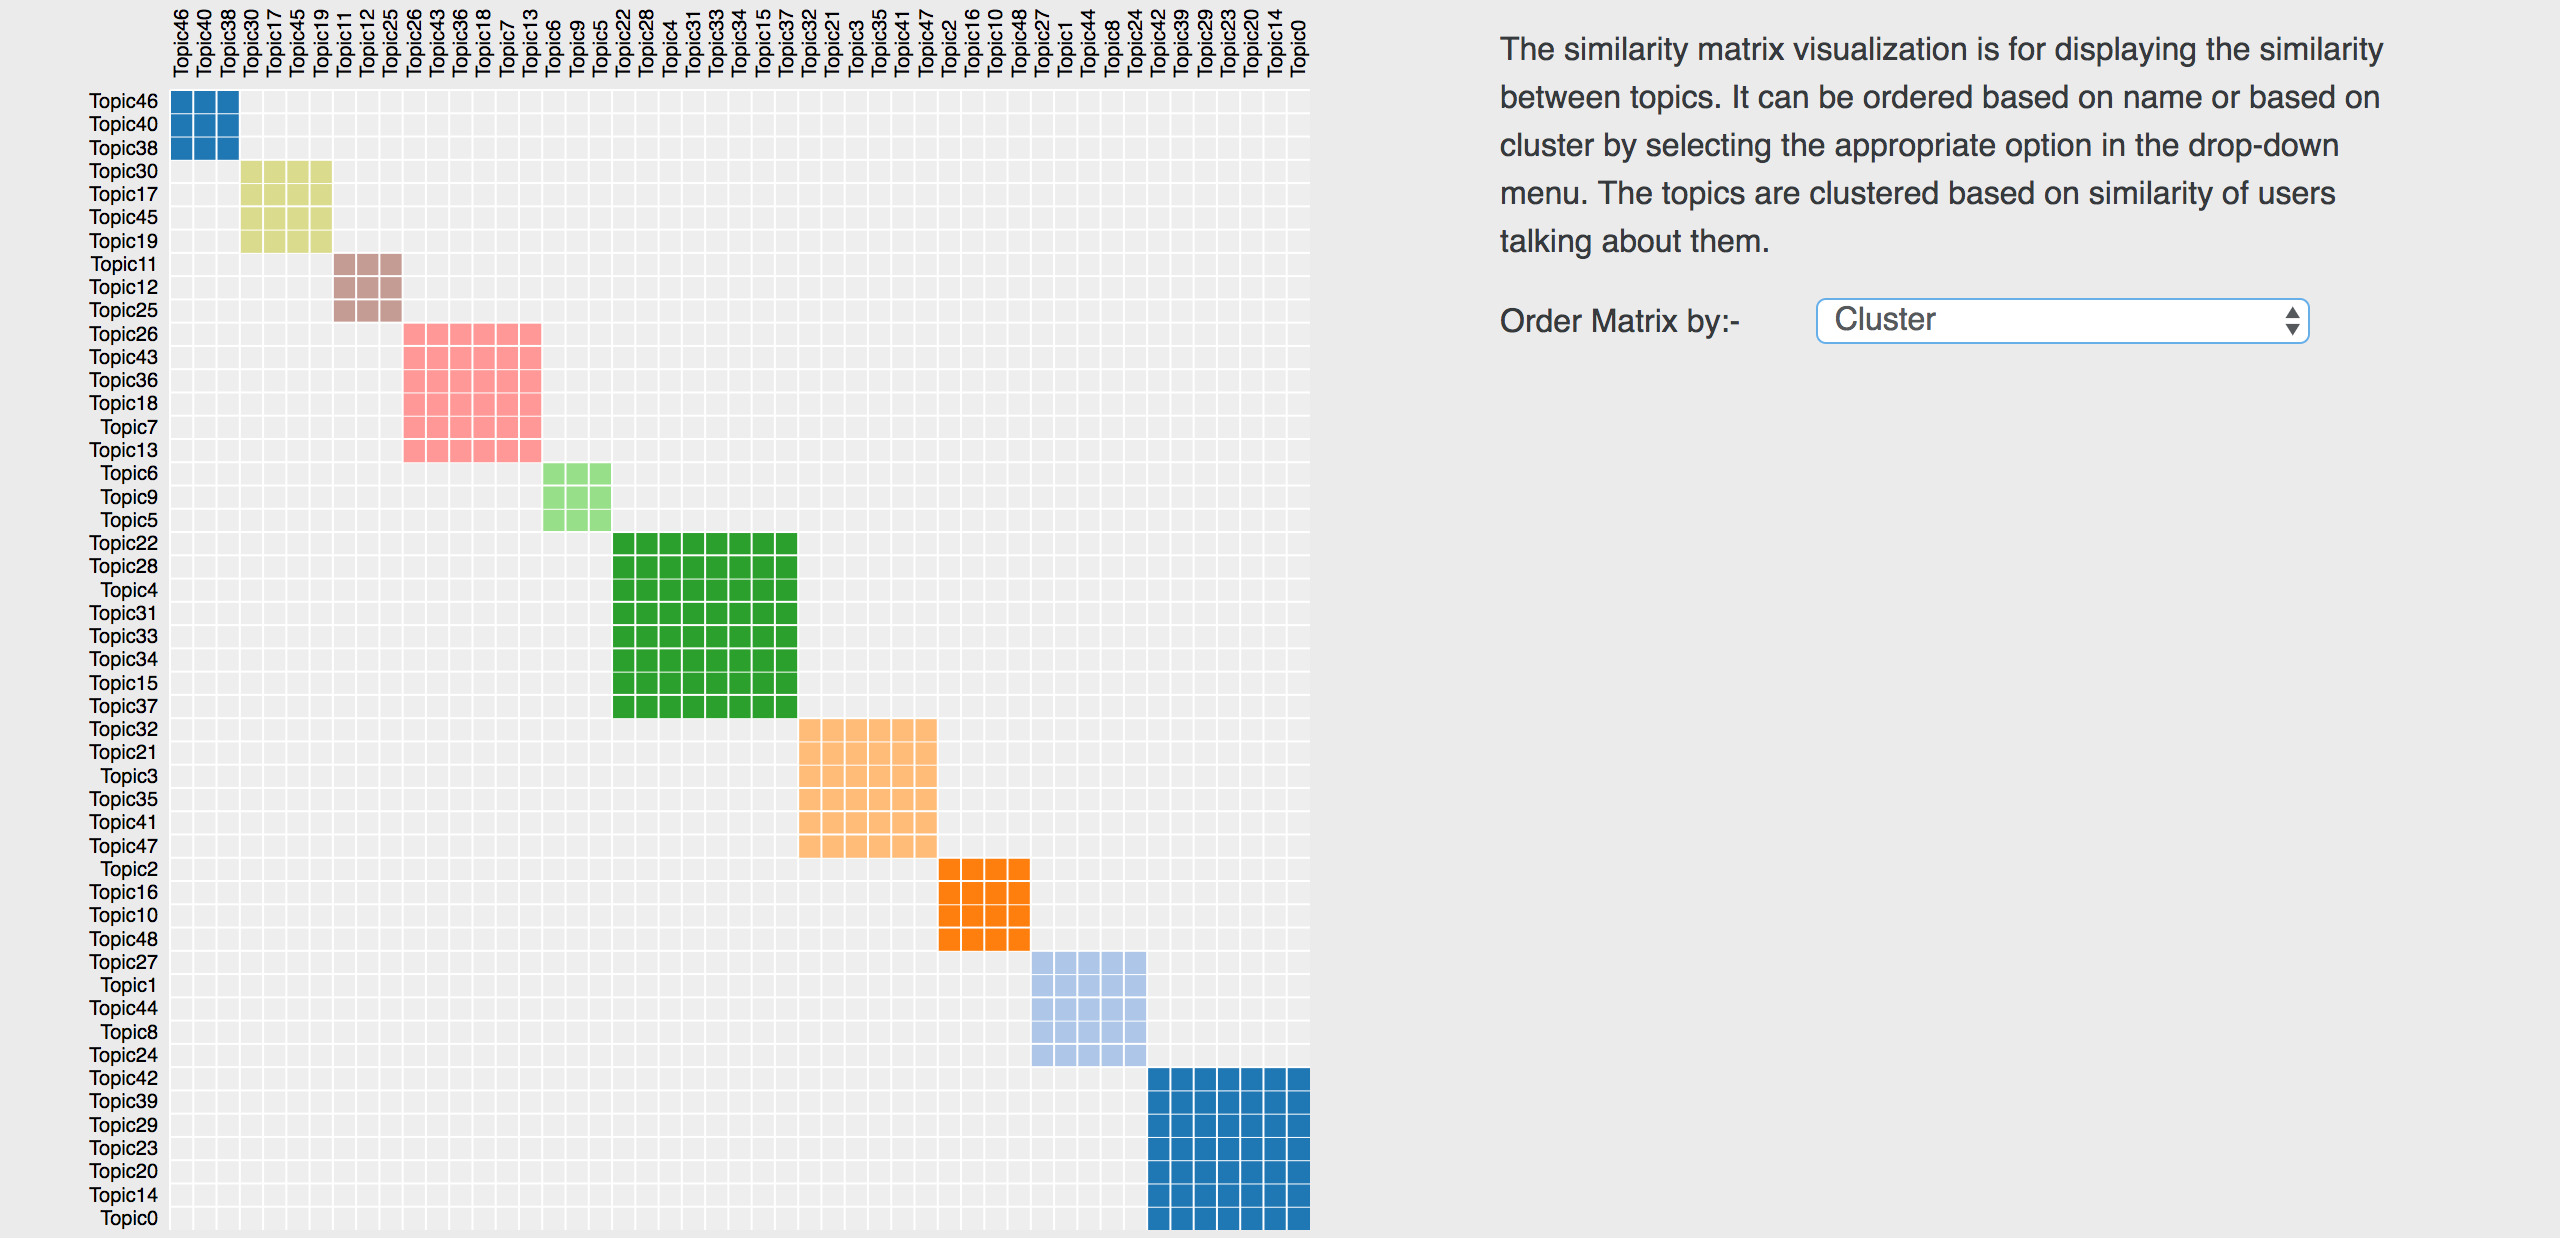 Topic46
Topic40
Topic38
Topic30
Topic17
Topic45
Topic19
Topic11
Topic12
Topic25
Topic26
Topic43
Topic36
Topic18
Topic7
Topic13
Topic6
Topic9
Topic5
Topic22
Topic28
Topic4
Topic31
Topic33
Topic34
Topic15
Topic37
Topic32
Topic21
Topic3
Topic35
Topic41
Topic47
Topic2
Topic16
Topic10
Topic48
Topic27
Topic1
Topic44
Topic8
Topic24
Topic42
Topic39
Topic29
Topic23
Topic20
Topic14
Topic0
Topic46
Topic40
Topic38
Topic30
Topic17
Topic45
Topic19
Topic11
Topic12
Topic25
Topic26
Topic43
Topic36
Topic18
Topic7
Topic13
Topic6
Topic9
Topic5
Topic22
Topic28
Topic4
Topic31
Topic33
Topic34
Topic15
Topic37
Topic32
Topic21
Topic3
Topic35
Topic41
Topic47
Topic2
Topic16
Topic10
Topic48
Topic27
Topic1
Topic44
Topic8
Topic24
Topic42
Topic39
Topic29
Topic23
Topic20
Topic14
Topic0
The similarity matrix visualization is for displaying the similarity
between topics. It can be ordered based on name or based on
cluster by selecting the appropriate option in the drop-down
menu. The topics are clustered based on similarity of users
talking about them.
Order Matrix by:-
Cluster